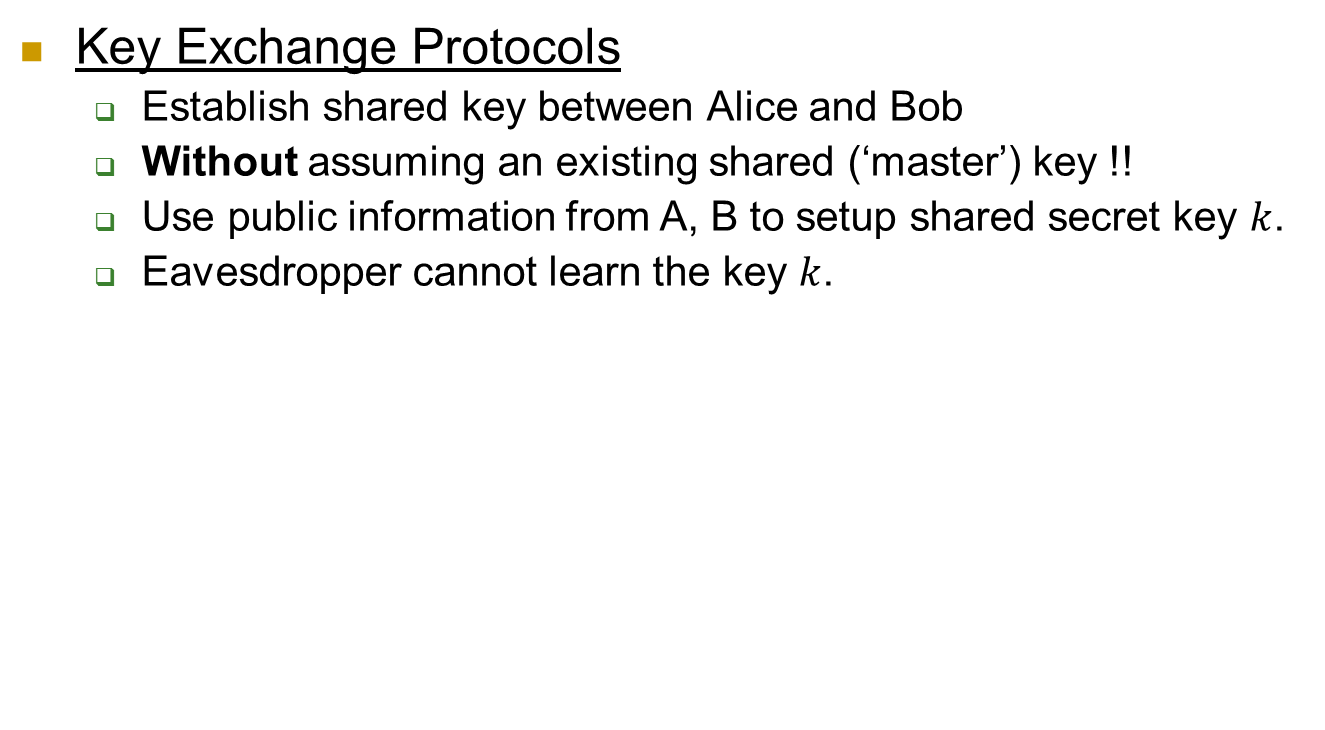 Key Exchange Protocols
Establish shared key between Alice and Bob
Without assuming an existing shared (‘master’) key !!
Use public information from A, B to setup shared secret key 𝑘.
Eavesdropper cannot learn the key 𝑘.